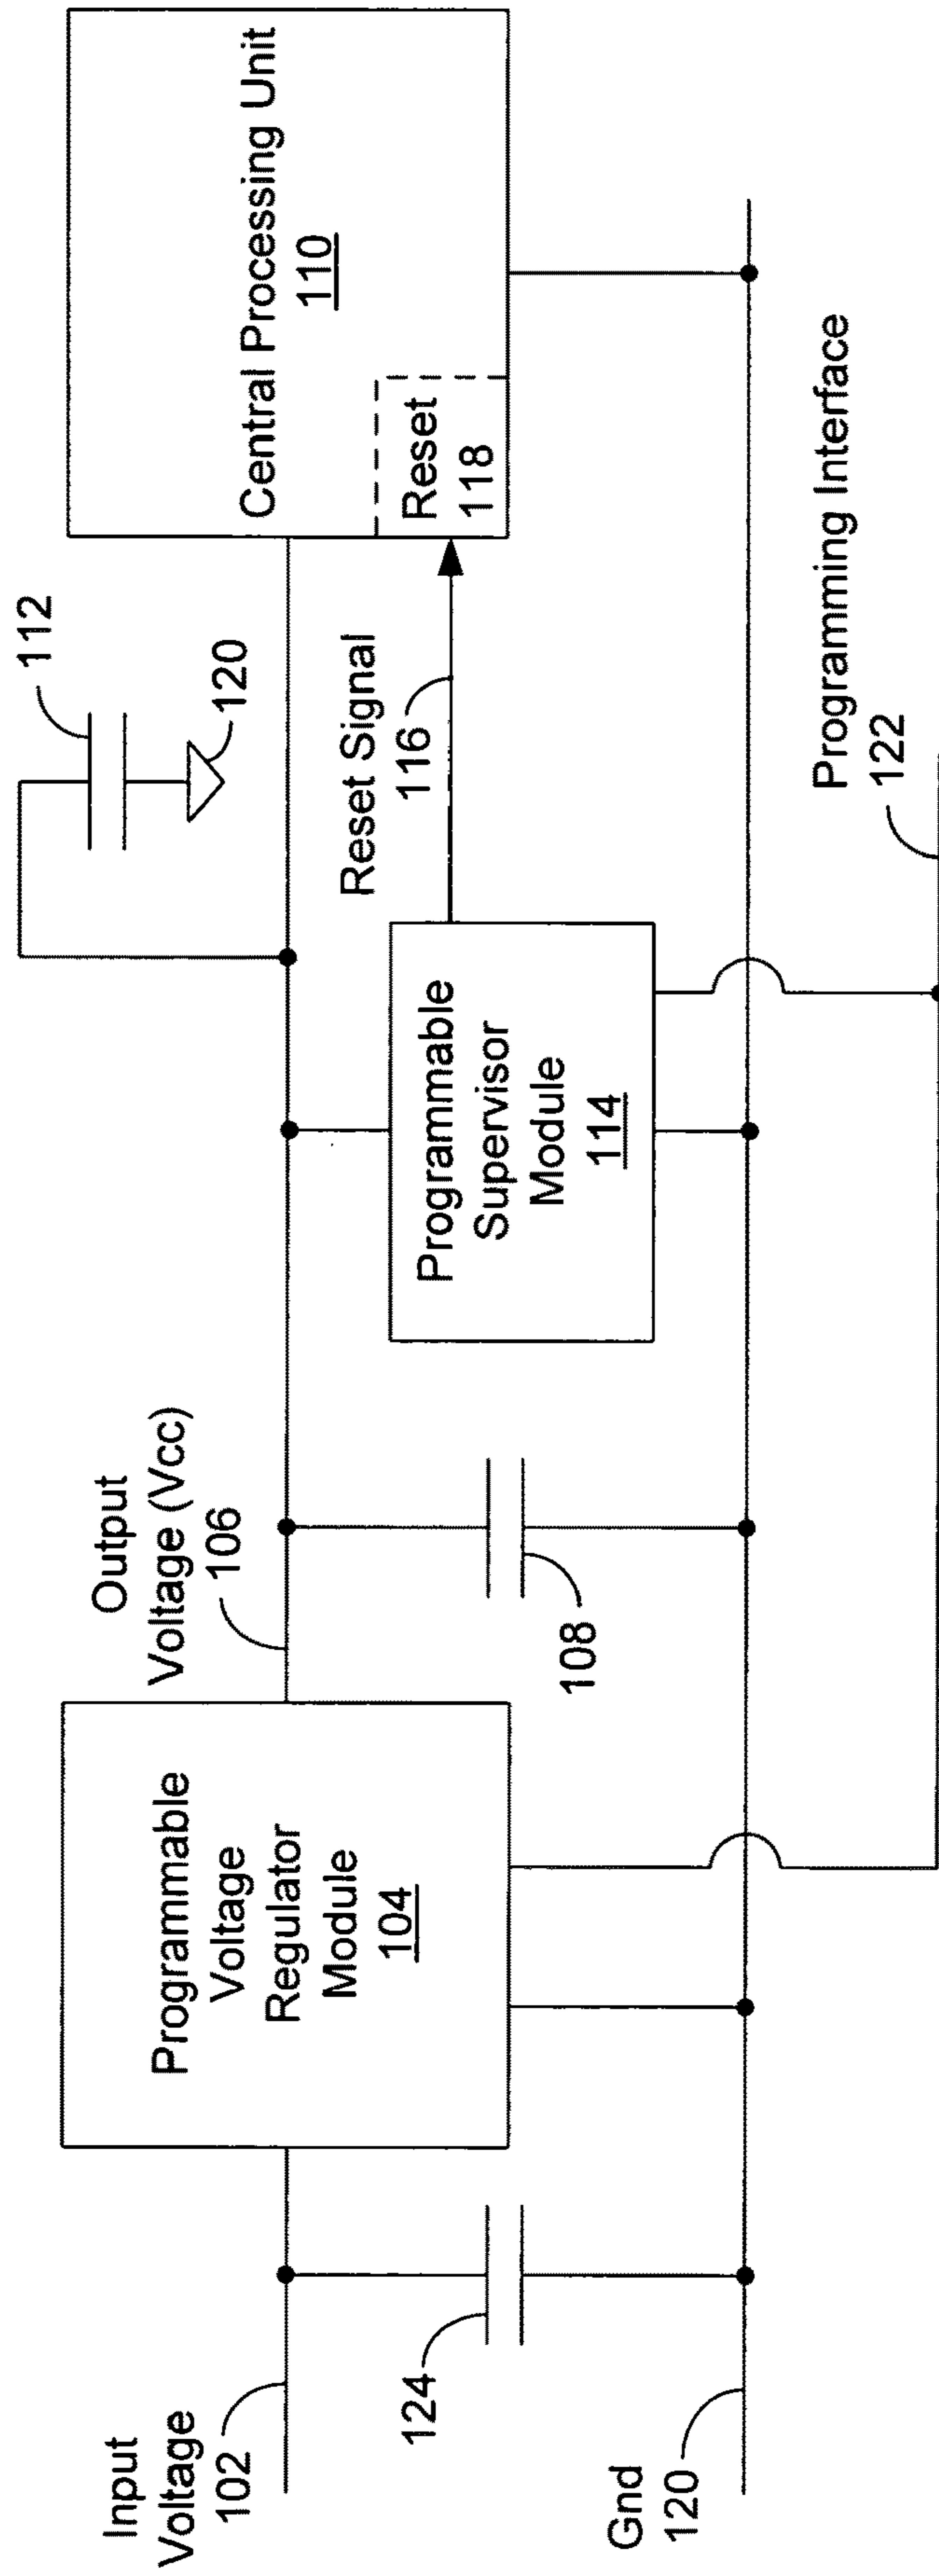 Input
Voltage
102
124
Gnd
120
Programmable
Voltage
Regulator
Module
104
Output
Voltage (Vcc)
106
108
Programmable
Supervisor
Module
114
Reset Signal
116
112
120
Central Processing Unit
110
Reset
118
Programming Interface
122